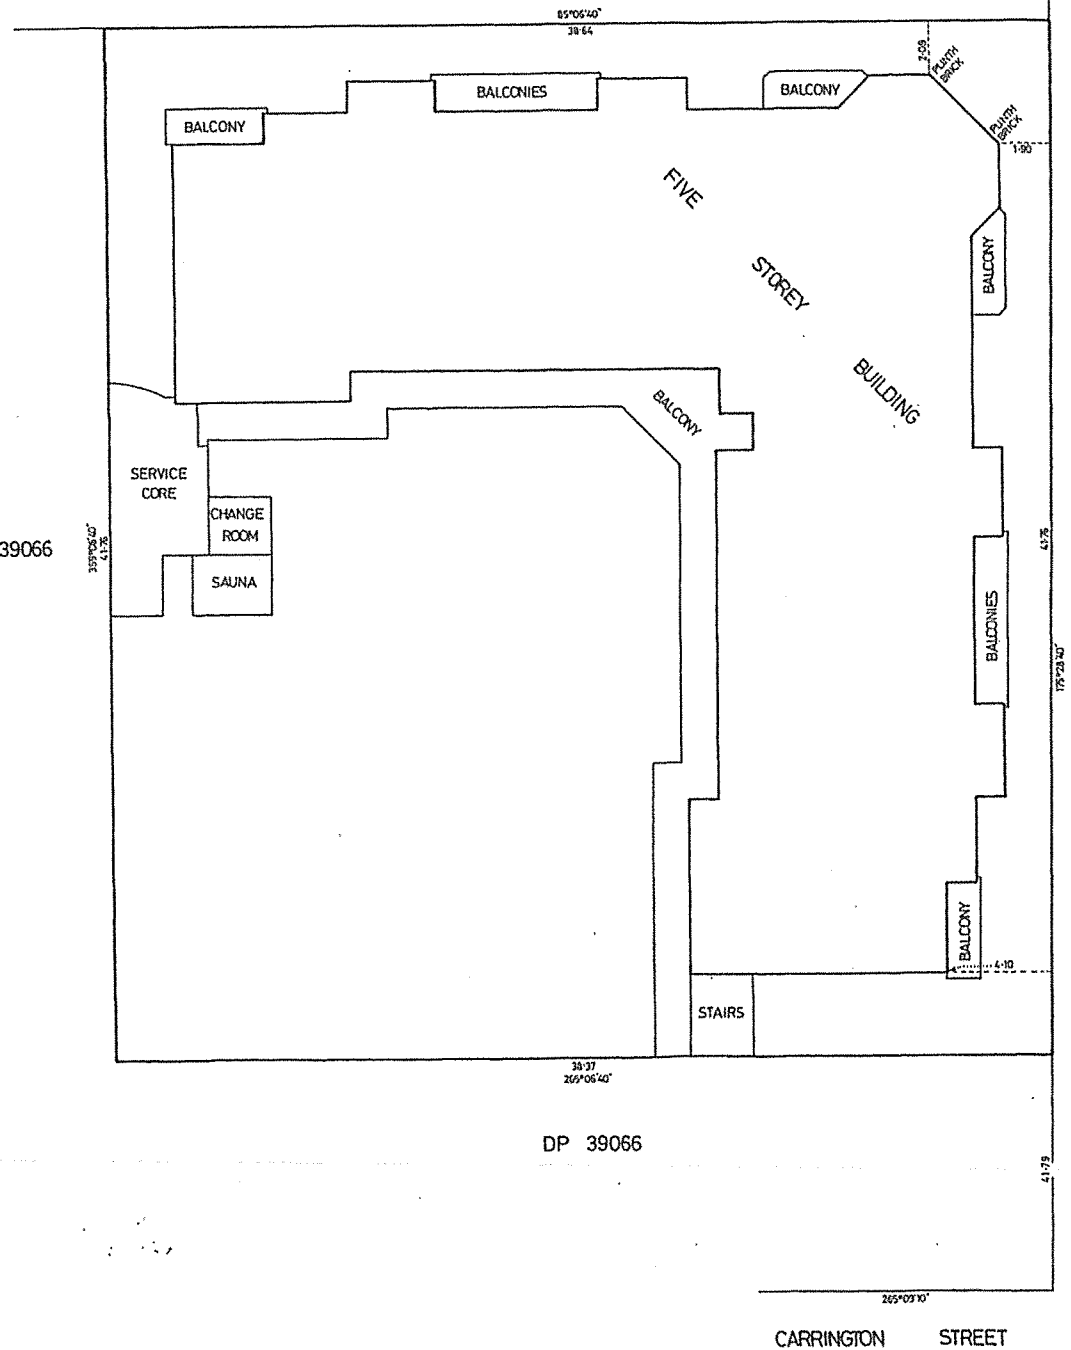 85°06'40"
38·64
2·09
PLINTH
BRICK
PLINTH
BRICK
1·90
BALCONIES
BALCONY
BALCONY
FIVE
STOREY
BUILDING
BALCONY
BALCONY
SERVICE
CORE
CHANGE
ROOM
SAUNA
39066
355°06'40"
41·76
41·76
BALCONIES
175°28'40"
BALCONY
4·10
STAIRS
38·37
265°06'40"
DP 39066
41·79
265°09'10"
CARRINGTON STREET